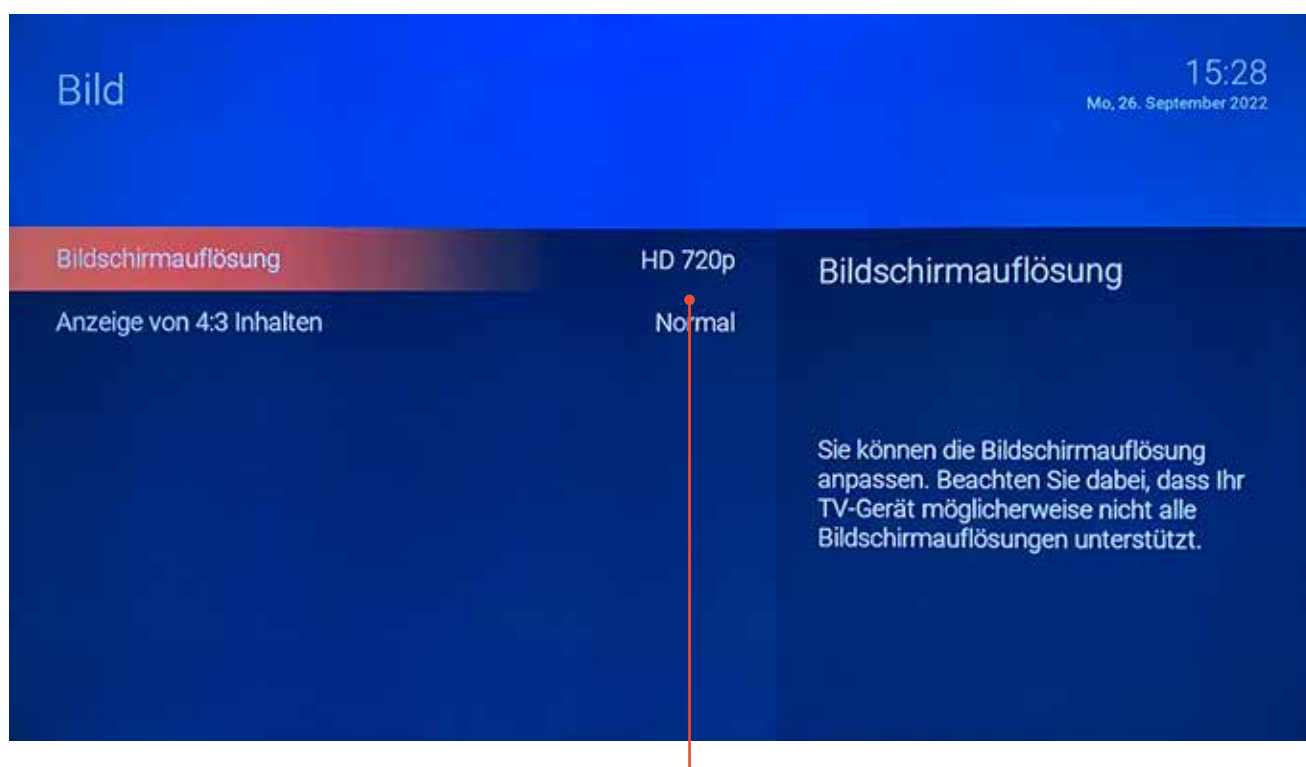 Bild
15:28
Mo, 26. September 2022
Bildschirmauflösung HD 720p
Anzeige von 4:3 Inhalten Normal
Bildschirmauflösung
Sie können die Bildschirmauflösung
anpassen. Beachten Sie dabei, dass Ihr
TV-Gerät möglicherweise nicht alle
Bildschirmauflösungen unterstützt.